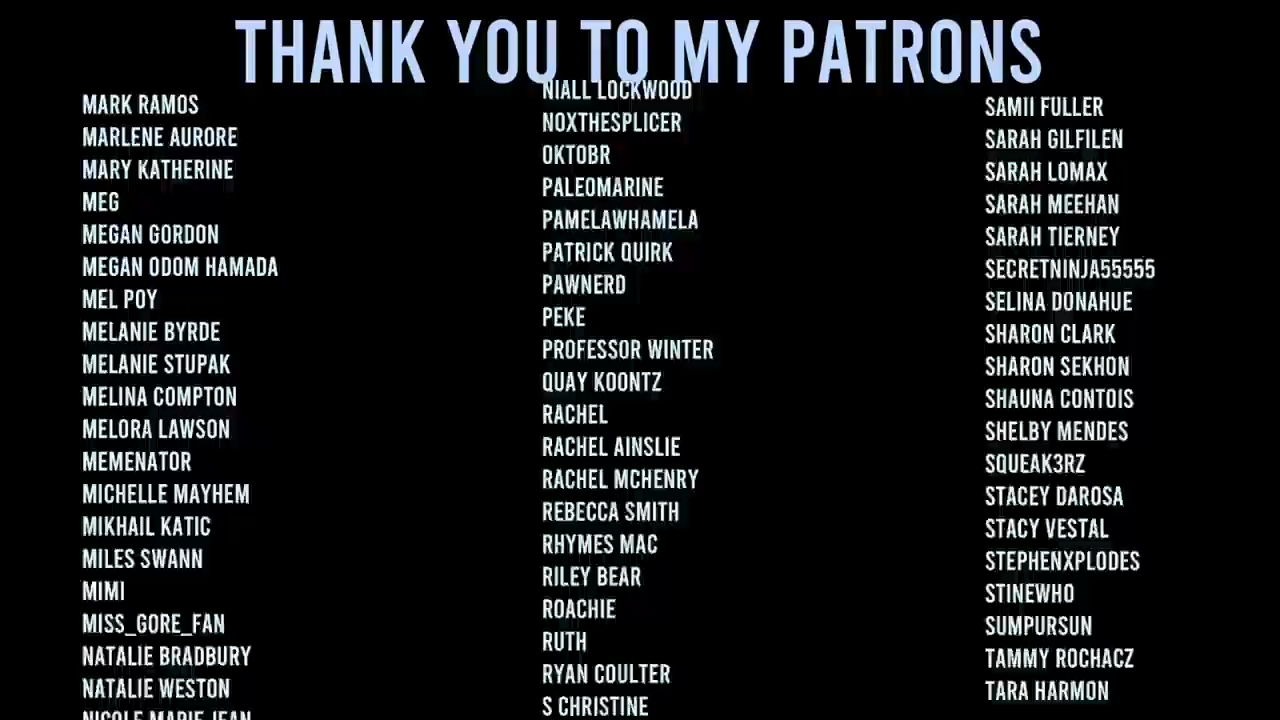 THANK YOU TO MY PATRONS
MARK RAMOS
MARLENE AURORE
MARY KATHERINE
MEG
MEGAN GORDON
MEGAN ODOM HAMADA
MEL POY
MELANIE BYRDE
MELANIE STUPAK
MELINA COMPTON
MELORA LAWSON
MEMENATOR
MICHELLE MAYHEM
MIKHAIL KATIC
MILES SWANN
MIMI
MISS_GORE_FAN
NATALIE BRADBURY
NATALIE WESTON
NICOLE MARIE JEAN
NIALL LOCKWOOD
NOXTHESPLICER
OKTOBR
PALEOMARINE
PAMELAWHAMELA
PATRICK QUIRK
PAWNERD
PEKE
PROFESSOR WINTER
QUAY KOONTZ
RACHEL
RACHEL AINSLIE
RACHEL MCHENRY
REBECCA SMITH
RHYMES MAC
RILEY BEAR
ROACHIE
RUTH
RYAN COULTER
S CHRISTINE
SAMII FULLER
SARAH GILFILEN
SARAH LOMAX
SARAH MEEHAN
SARAH TIERNEY
SECRETNINJA55555
SELINA DONAHUE
SHARON CLARK
SHARON SEKHON
SHAUNA CONTOIS
SHELBY MENDES
SQUEAK3RZ
STACEY DAROSA
STACY VESTAL
STEPHENXPLODES
STINEWHO
SUMPURSUN
TAMMY ROCHACZ
TARA HARMON